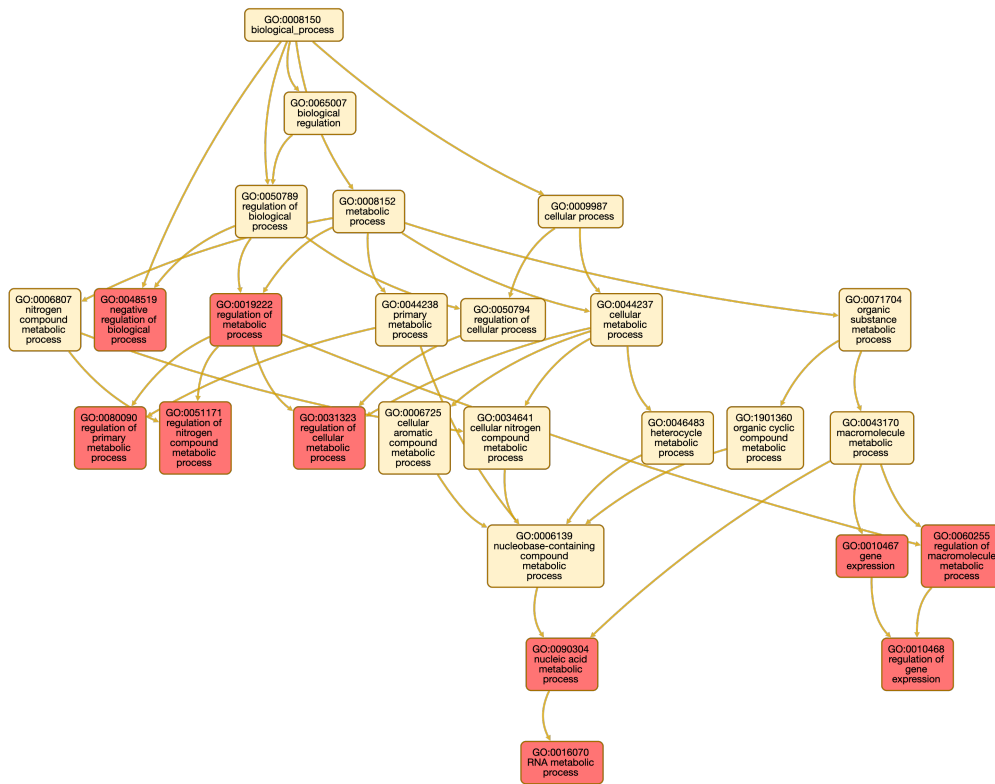 GO:0008150
biological_process
GO:0065007
biological
regulation
GO:0050789
regulation of
biological
process
GO:0008152
metabolic
process
GO:0009987
cellular process
GO:0006807
nitrogen
compound
metabolic
process
GO:0048519
negative
regulation of
biological
process
GO:0019222
regulation of
metabolic
process
GO:0044238
primary
metabolic
process
GO:0050794
regulation of
cellular process
GO:0044237
cellular
metabolic
process
GO:0071704
organic
substance
metabolic
process
GO:0080090
regulation of
primary
metabolic
process
GO:0051171
regulation of
nitrogen
compound
metabolic
process
GO:0031323
regulation of
cellular
metabolic
process
GO:0006725
cellular
aromatic
compound
metabolic
process
GO:0034641
cellular nitrogen
compound
metabolic
process
GO:0046483
heterocycle
metabolic
process
GO:1901360
organic cyclic
compound
metabolic
process
GO:0043170
macromolecule
metabolic
process
GO:0006139
nucleobase-containing
compound
metabolic
process
GO:0010467
gene
expression
GO:0060255
regulation of
macromolecule
metabolic
process
GO:0090304
nucleic acid
metabolic
process
GO:0010468
regulation of
gene
expression
GO:0016070
RNA metabolic
process